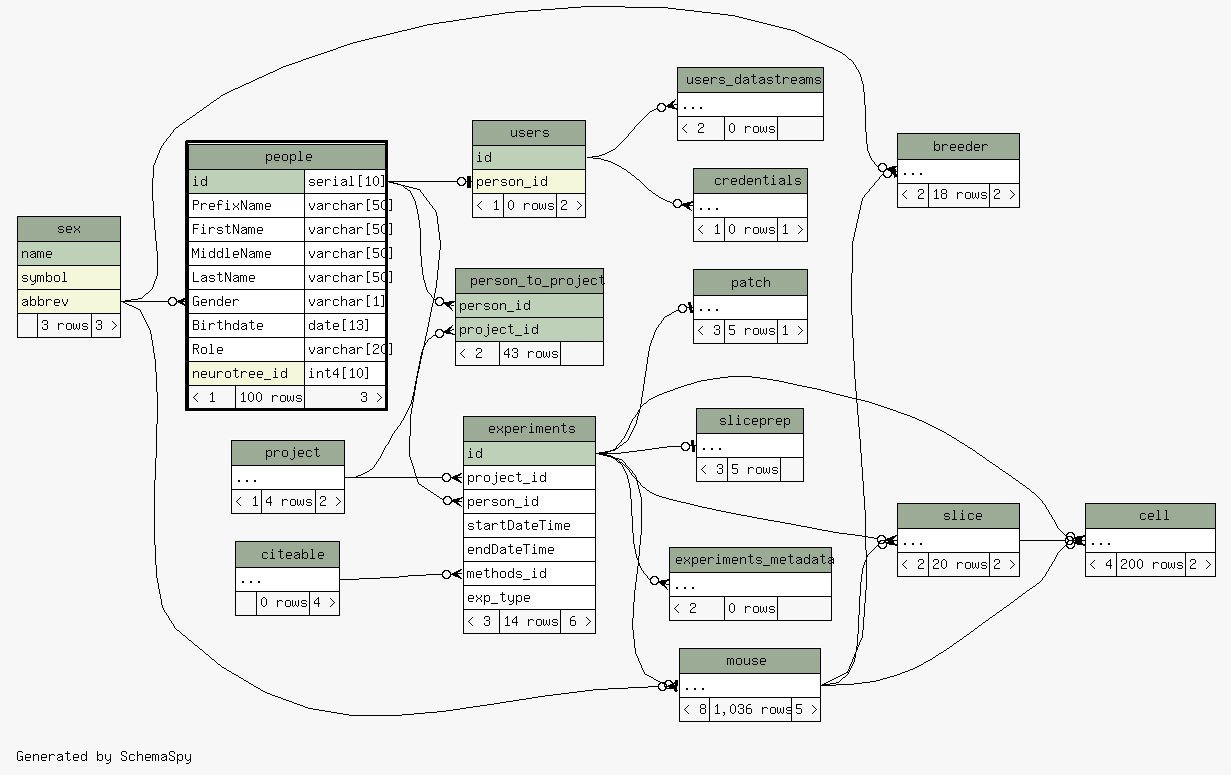 users_datastreams
...
< 2 0 rows
users
id
person_id
< 1 0 rows 2 >
breeder
...
< 2 18 rows 2 >
people
id serial[10]
PrefixName varchar[50]
FirstName varchar[50]
MiddleName varchar[50]
LastName varchar[50]
Gender varchar[1]
Birthdate date[13]
Role varchar[20]
neurotree_id int4[10]
< 1 100 rows 3 >
credentials
...
< 1 0 rows 1 >
sex
name
symbol
abbrev
3 rows 3 >
person_to_project
person_id
project_id
< 2 43 rows
patch
...
< 3 5 rows 1 >
sliceprep
...
< 3 5 rows
experiments
id
project_id
person_id
startDateTime
endDateTime
methods_id
exp_type
< 3 14 rows 6 >
project
...
< 1 4 rows 2 >
citeable
...
0 rows 4 >
slice
...
< 2 20 rows 2 >
cell
...
< 4 200 rows 2 >
experiments_metadata
...
< 2 0 rows
mouse
...
< 8 1,036 rows 5 >
Generated by SchemaSpy